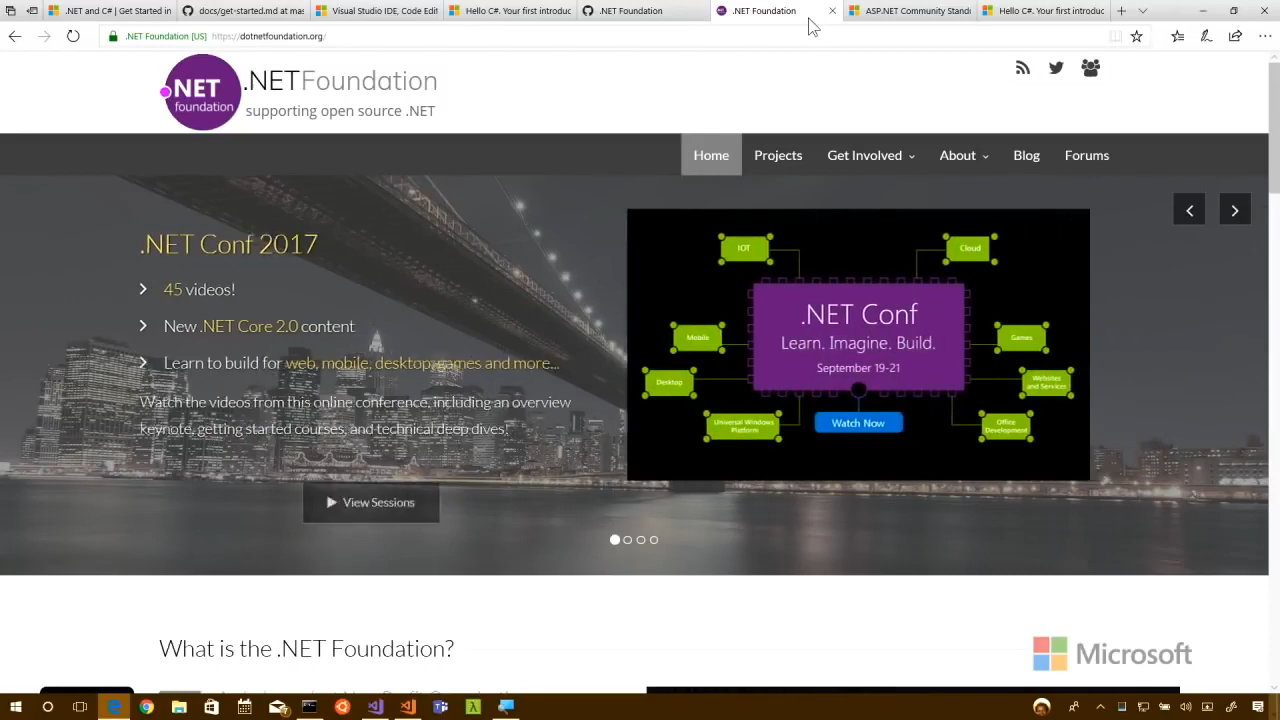 .NET and C# | Get Started in
dotnet-standard
Visual Studio IDE, Code Edit
Hello C#. Your first introduc
.NET Foundation
.NET Foundation
ASP.NET Community Stand
Hello C#. Your first introduc
.NET Foundation [US] https://dotnetfoundation.org/
.NET foundation
.NETFoundation
supporting open source .NET
Home Projects Get Involved About Blog Forums
.NET Conf 2017
45 videos!
New .NET Core 2.0 content
Learn to build for web, mobile, desktop, games and more...
Watch the videos from this online conference, including an overview
keynote, getting started courses, and technical deep dives!
View Sessions
IOT
Cloud
.NET Conf
Learn. Imagine. Build.
September 19-21
Mobile
Games
Desktop
Websites
and Services
Universal Windows
Platform
Watch Now
Office
Development
What is the .NET Foundation?
Microsoft